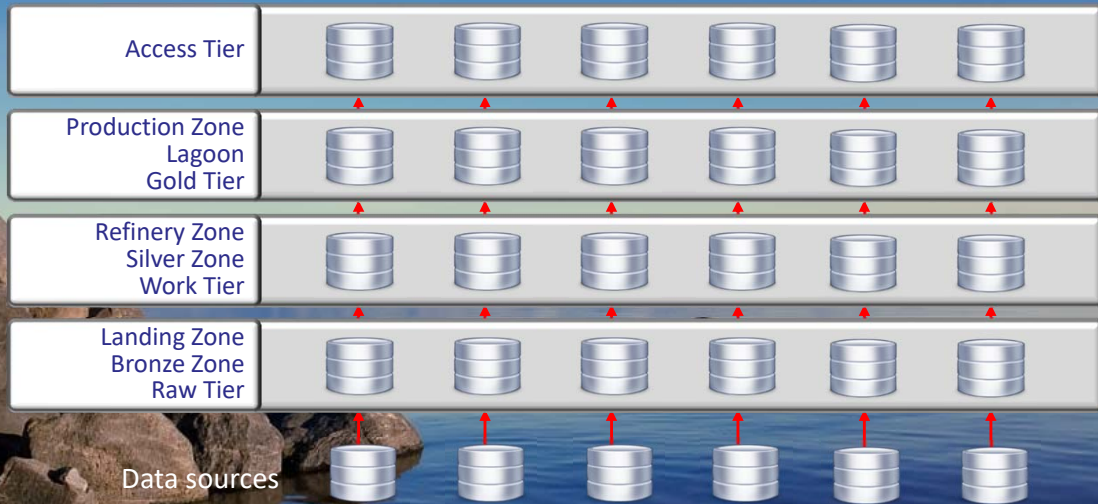 Access Tier
Production Zone
Lagoon
Gold Tier
Refinery Zone
Silver Zone
Work Tier
Landing Zone
Bronze Zone
Raw Tier
Data sources